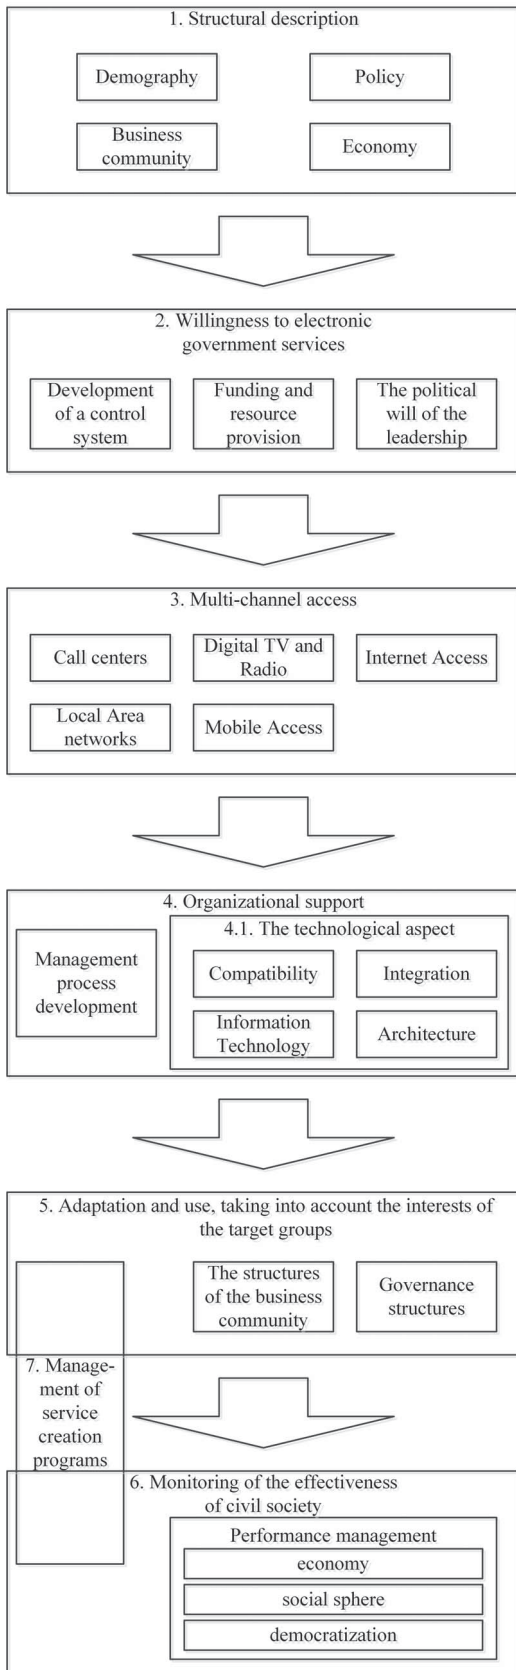 1. Structural description
Demography
Policy
Business
community
Economy
2. Willingness to electronic
government services
Development
of a control
system
Funding and
resource
provision
The political
will of the
leadership
3. Multi-channel access
Call centers
Digital TV and
Radio
Internet Access
Local Area
networks
Mobile Access
4. Organizational support
Management
process
development
4.1. The technological aspect
Compatibility
Integration
Information
Technology
Architecture
5. Adaptation and use, taking into account the interests of
the target groups
The structures
of the business
community
Governance
structures
7. Manage-
ment of
service
creation
programs
6. Monitoring of the effectiveness
of civil society
Performance management
economy
social sphere
democratization